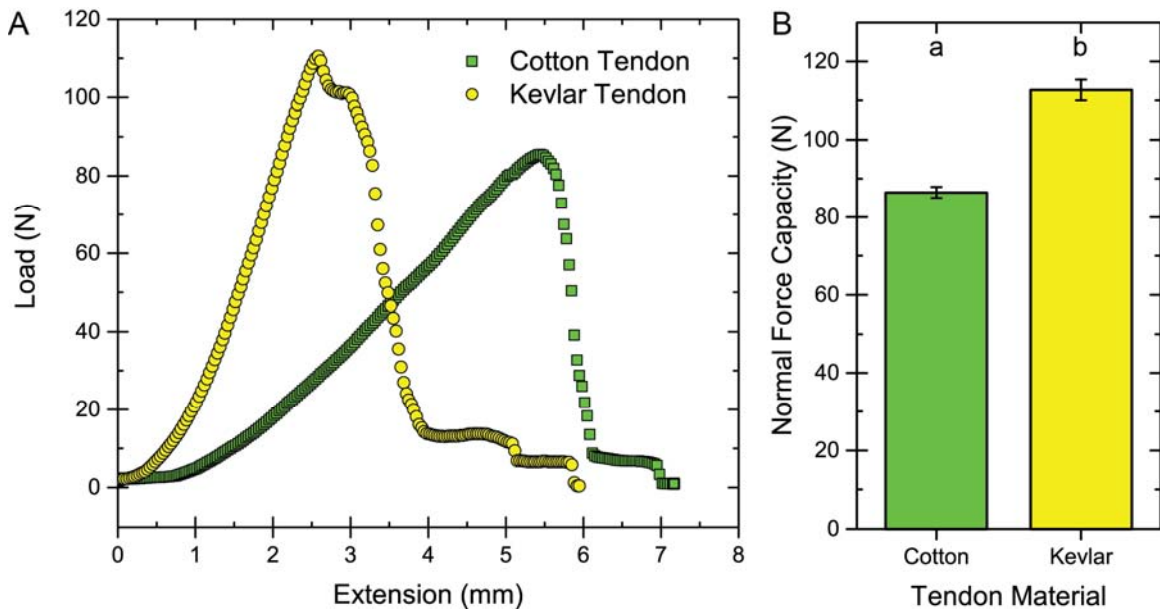 A
Load (N)
120
100
80
60
40
20
0
Cotton Tendon
Kevlar Tendon
0 1 2 3 4 5 6 7 8
Extension (mm)
B
Normal Force Capacity (N)
120
100
80
60
40
20
0
a b
Cotton Kevlar
Tendon Material